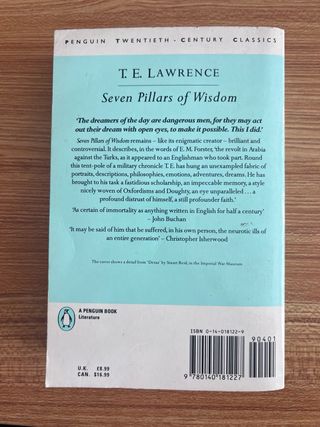 PENGUIN TWENTIETH-CENTURY CLASSICS
T. E. LAWRENCE
Seven Pillars of Wisdom
'The dreamers of the day are dangerous men, for they may act
out their dream with open eyes, to make it possible. This I did.'
Seven Pillars of Wisdom remains – like its enigmatic creator – brilliant and
controversial. It describes, in the words of E. M. Forster, 'the revolt in Arabia
against the Turks, as it appeared to an Englishman who took part. Round
this tent-pole of a military chronicle T. E. has hung an unexampled fabric of
portraits, descriptions, philosophies, emotions, adventures, dreams. He has
brought to his task a fastidious scholarship, an impeccable memory, a style
nicely woven of Oxfordisms and Doughty, an eye unparalleled . . . a
profound distrust of himself, a still profounder faith.'
'As certain of immortality as anything written in English for half a century'
– John Buchan
'It may be said of him that he suffered, in his own person, the neurotic ills of
an entire generation' – Christopher Isherwood
The cover shows a detail from 'Deraa' by Stuart Reid, in the Imperial War Museum
A PENGUIN BOOK
Literature
U.K. £8.99
CAN. $16.99
ISBN 0-14-018122-9
90401
9 780140 181227